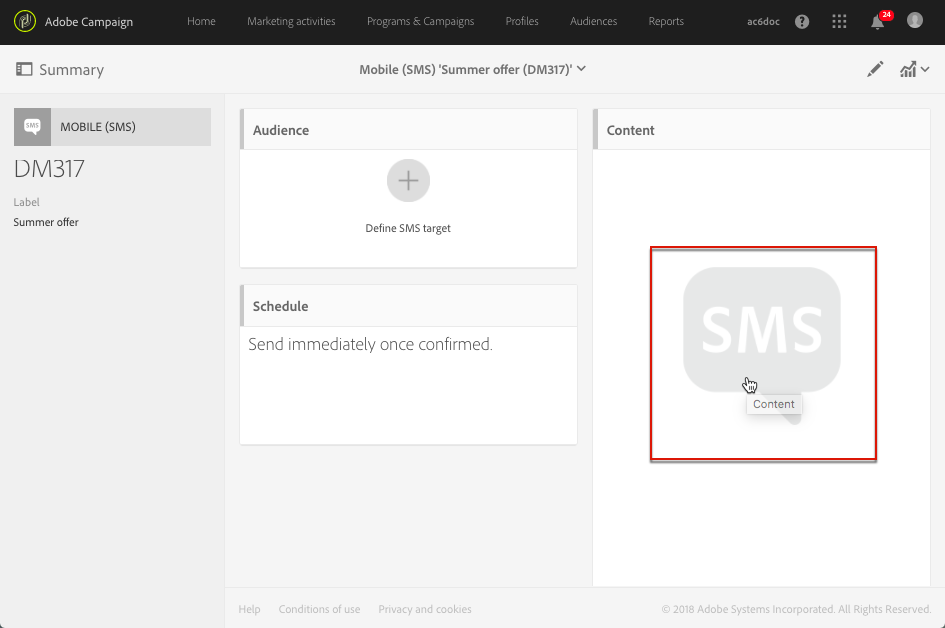 Adobe Campaign Home Marketing activities Programs & Campaigns Profiles Audiences Reports ac6doc ? 24
Summary Mobile (SMS) 'Summer offer (DM317)'
SMS MOBILE (SMS)
DM317
Label
Summer offer
Audience
Define SMS target
Schedule
Send immediately once confirmed.
Content
SMS
Content
Help Conditions of use Privacy and cookies © 2018 Adobe Systems Incorporated. All Rights Reserved.